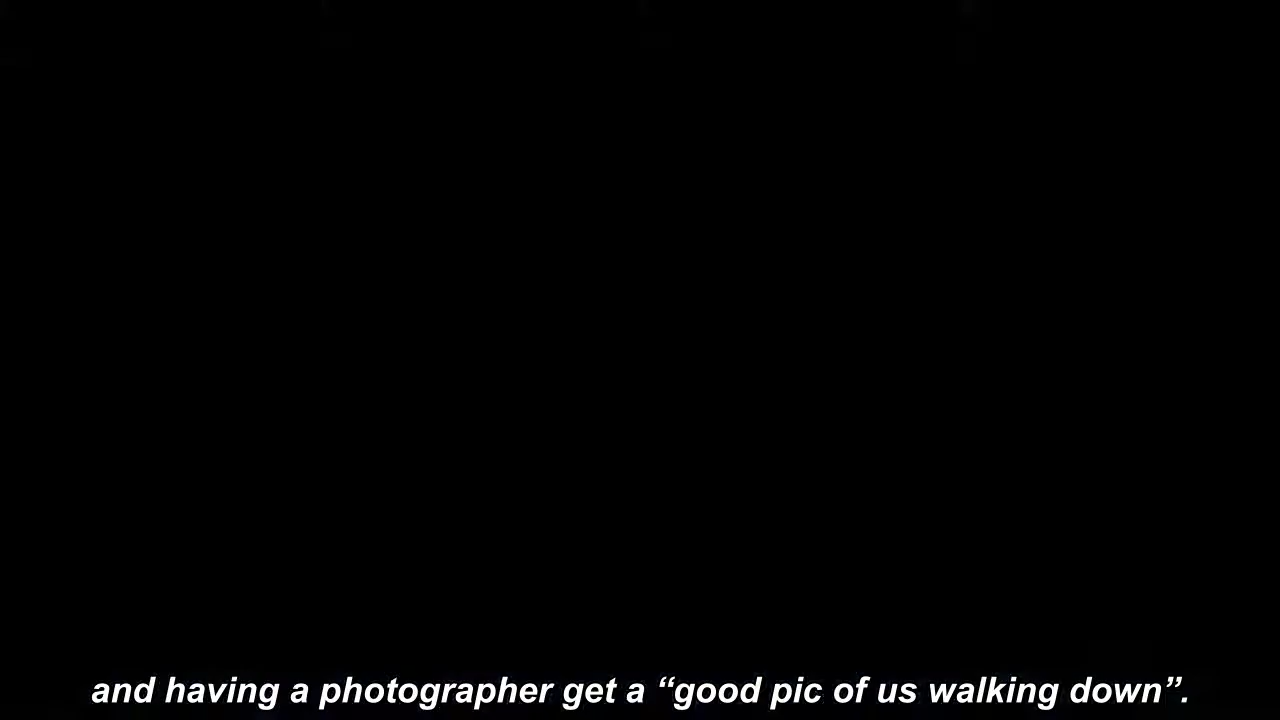 and having a photographer get a “good pic of us walking down”.